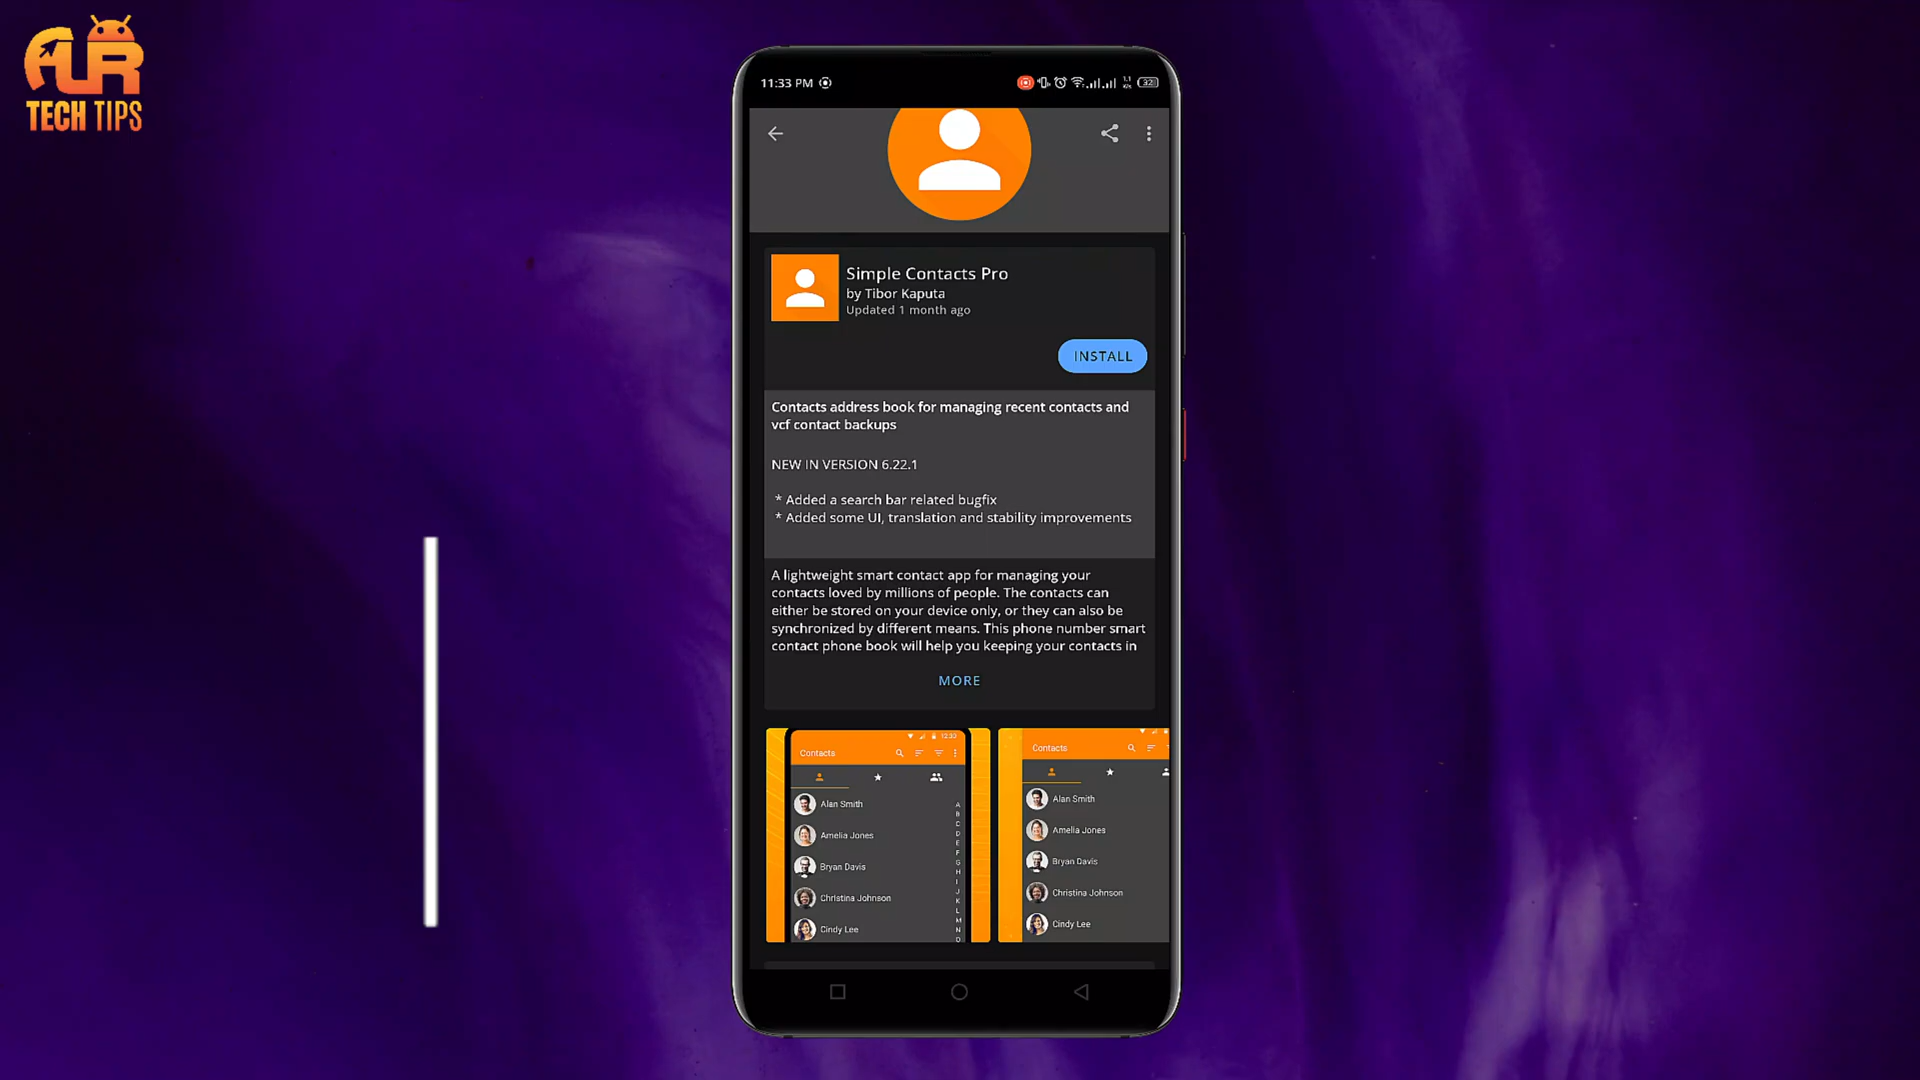 ALR
TECH TIPS
11:33 PM
Simple Contacts Pro
by Tibor Kaputa
Updated 1 month ago
INSTALL
Contacts address book for managing recent contacts and
vcf contact backups
NEW IN VERSION 6.22.1
* Added a search bar related bugfix
* Added some UI, translation and stability improvements
A lightweight smart contact app for managing your
contacts loved by millions of people. The contacts can
either be stored on your device only, or they can also be
synchronized by different means. This phone number smart
contact phone book will help you keeping your contacts in
MORE
12:30
Contacts
Alan Smith
Amelia Jones
Bryan Davis
Christina Johnson
Cindy Lee
A
B
C
D
E
F
G
H
I
J
K
L
M
N
Contacts
Alan Smith
Amelia Jones
Bryan Davis
Christina Johnson
Cindy Lee